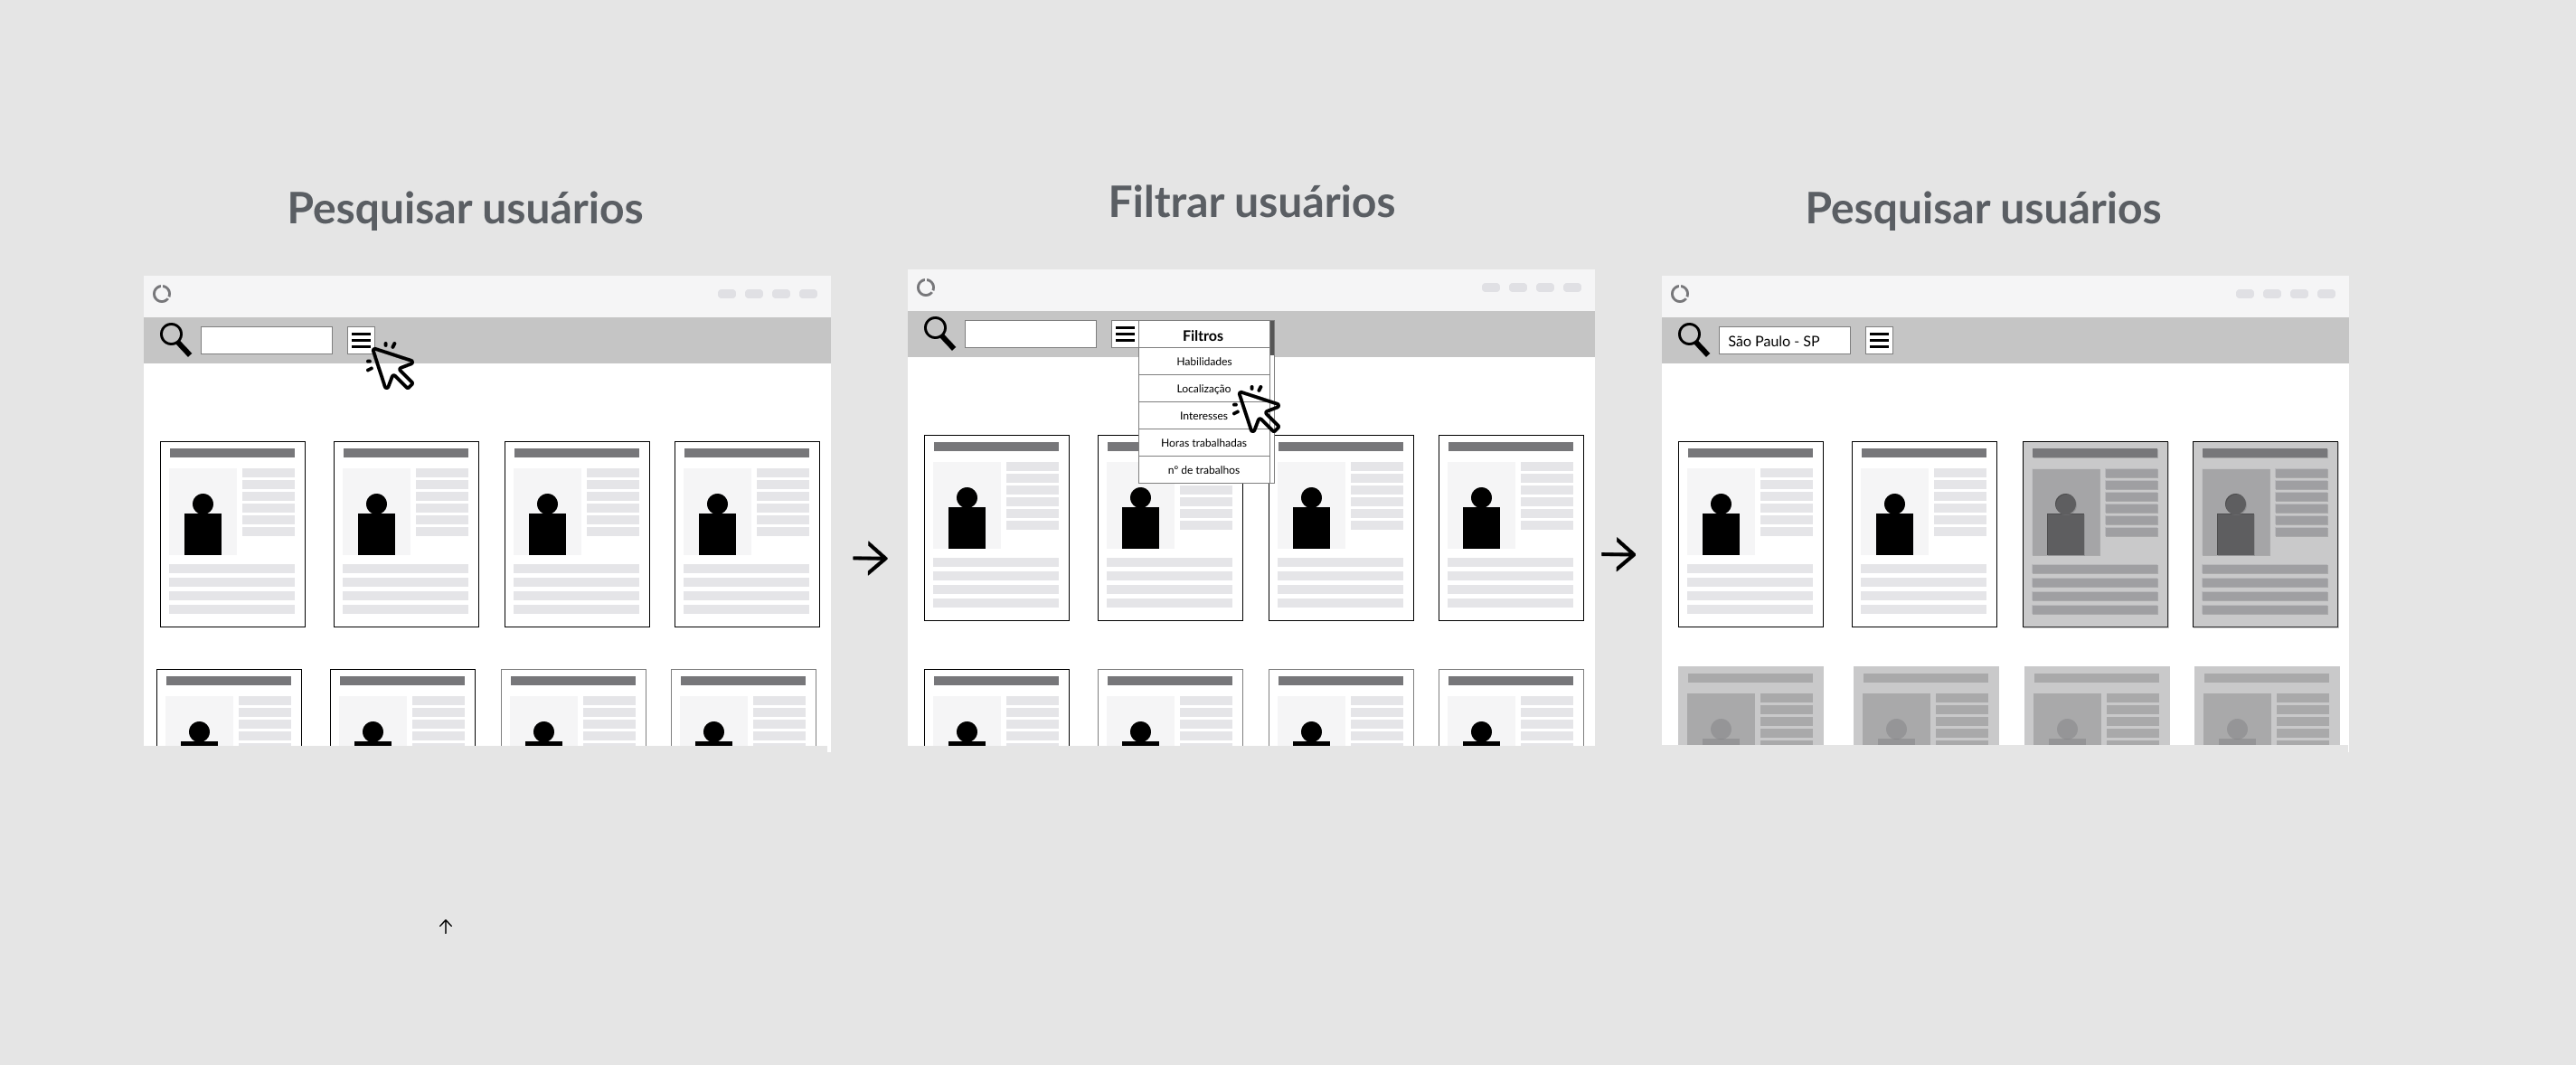 Pesquisar usuários
Filtrar usuários
Pesquisar usuários
Filtros
Habilidades
Localização
Interesses
Horas trabalhadas
nº de trabalhos
São Paulo - SP